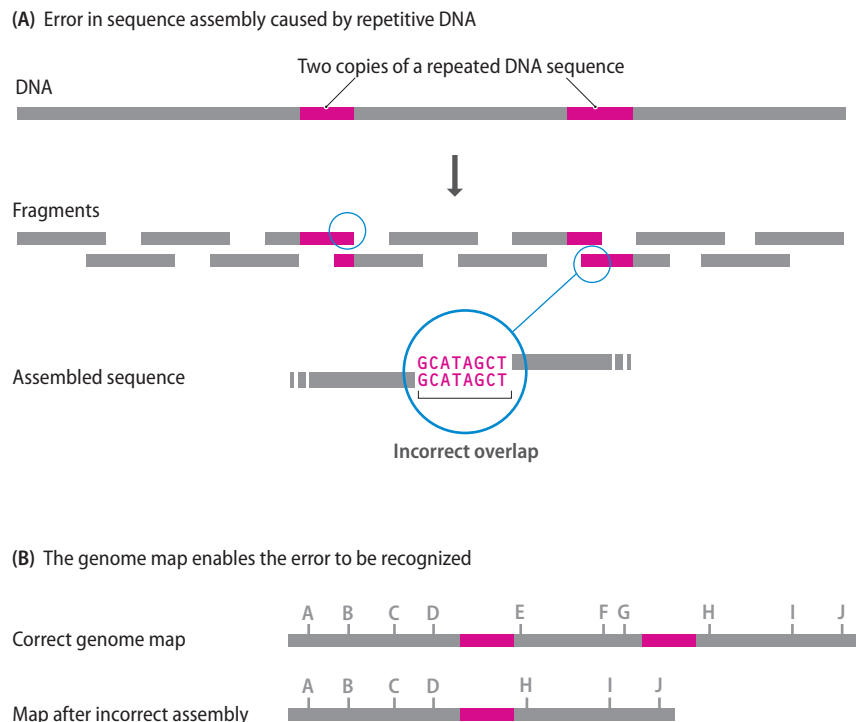 (A) Error in sequence assembly caused by repetitive DNA
Two copies of a repeated DNA sequence
DNA
Fragments
Assembled sequence
GCATAGCT
GCATAGCT
Incorrect overlap
(B) The genome map enables the error to be recognized
A B C D E F G H I J
Correct genome map
A B C D H I J
Map after incorrect assembly